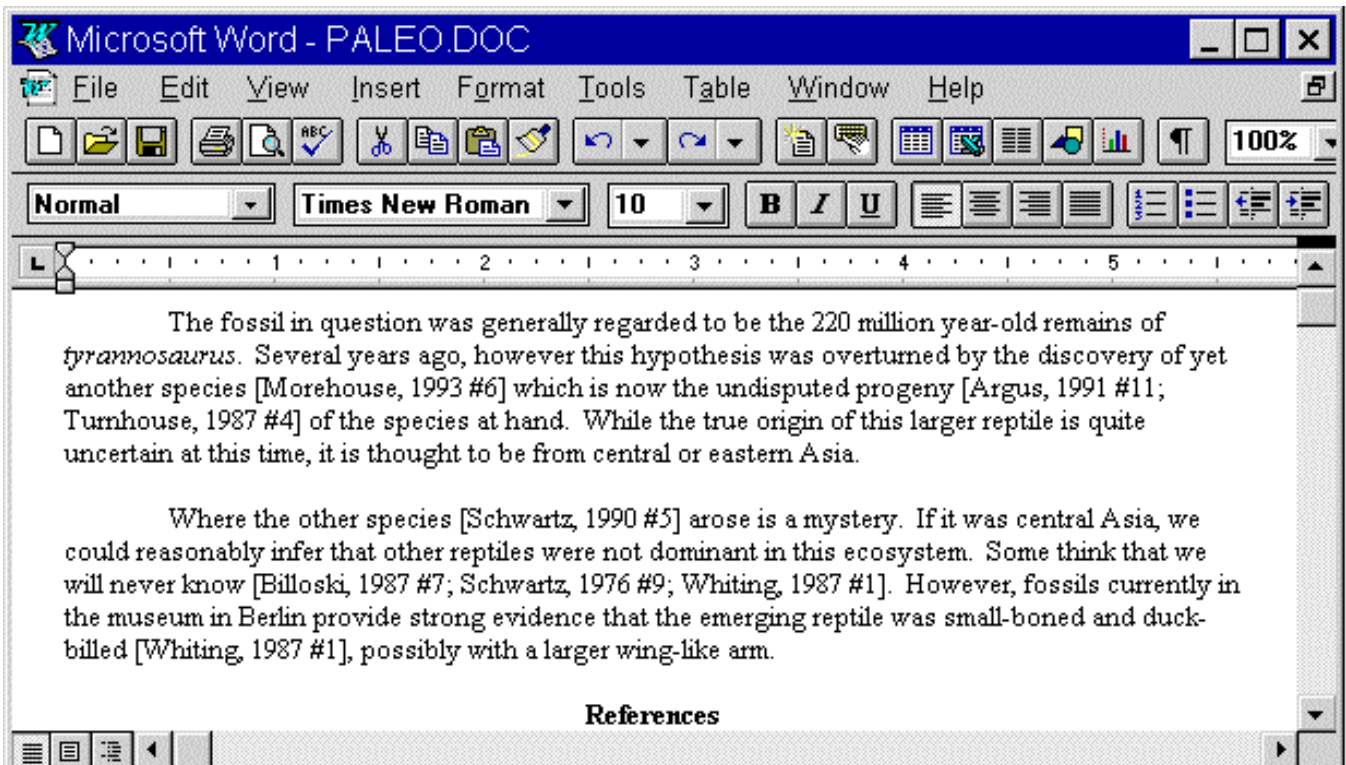 Microsoft Word - PALEO.DOC
File Edit View Insert Format Tools Table Window Help
ABC 100%
Normal Times New Roman 10 B I U
1 2 3 4 5
The fossil in question was generally regarded to be the 220 million year-old remains of
tyrannosaurus. Several years ago, however this hypothesis was overturned by the discovery of yet
another species [Morehouse, 1993 #6] which is now the undisputed progeny [Argus, 1991 #11;
Turnhouse, 1987 #4] of the species at hand. While the true origin of this larger reptile is quite
uncertain at this time, it is thought to be from central or eastern Asia.
Where the other species [Schwartz, 1990 #5] arose is a mystery. If it was central Asia, we
could reasonably infer that other reptiles were not dominant in this ecosystem. Some think that we
will never know [Billoski, 1987 #7; Schwartz, 1976 #9; Whiting, 1987 #1]. However, fossils currently in
the museum in Berlin provide strong evidence that the emerging reptile was small-boned and duck-
billed [Whiting, 1987 #1], possibly with a larger wing-like arm.
References